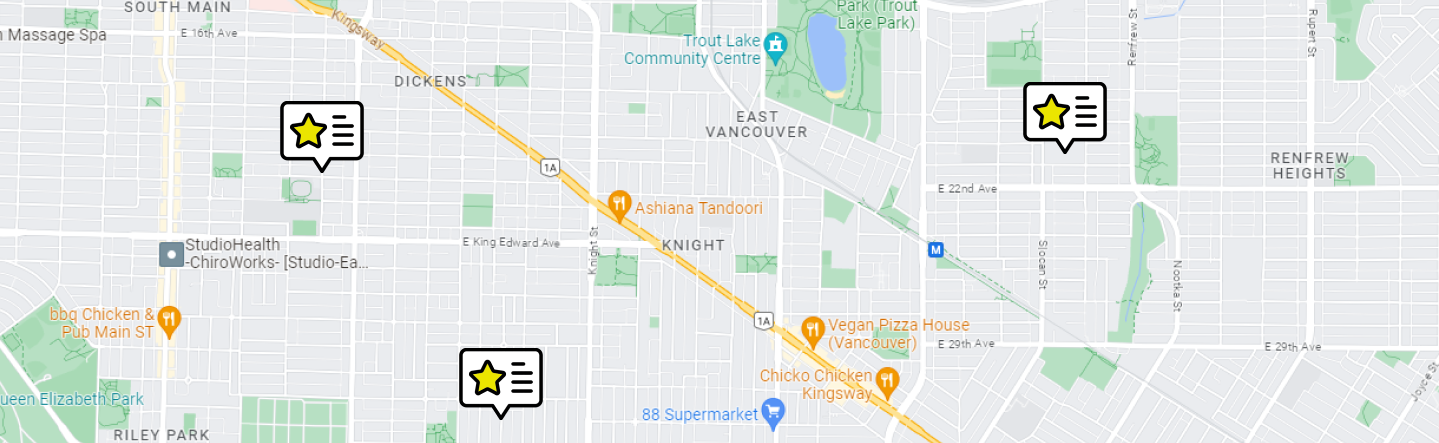 SOUTH MAIN
Massage Spa
E 16th Ave
Kingsway
DICKENS
Trout Lake
Community Centre
Park (Trout
Lake Park)
Renfrew St
Rupert St
EAST
VANCOUVER
RENFREW
HEIGHTS
1A
E 22nd Ave
Ashiana Tandoori
Knight St
KNIGHT
E King Edward Ave
StudioHealth
-ChiroWorks- [Studio-Ea...
M
Slocan St
Nootka St
bbq Chicken &
Pub Main ST
1A
Vegan Pizza House
(Vancouver)
E 29th Ave
E 29th Ave
Chicko Chicken
Kingsway
Joyce St
ueen Elizabeth Park
88 Supermarket
RILEY PARK